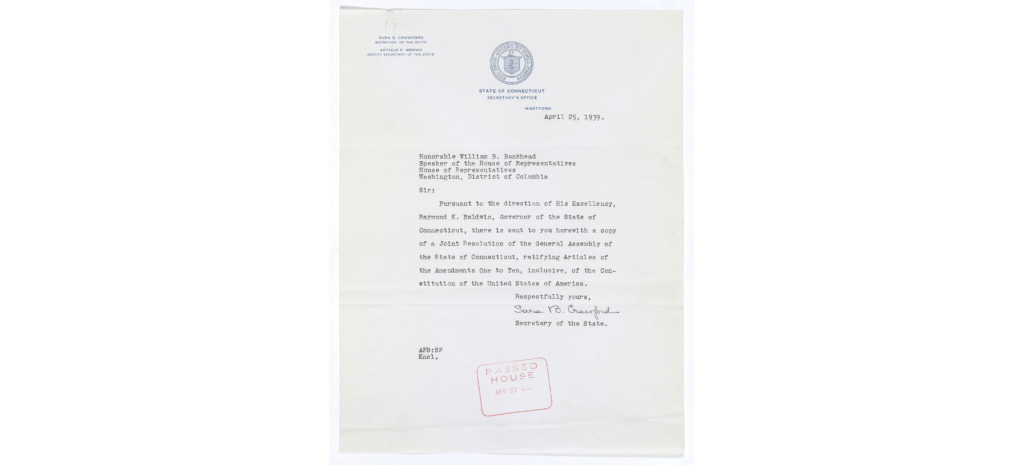 SARA B. CRAWFORD
SECRETARY OF THE STATE
DEPUTY SECRETARY OF THE STATE
STATE OF CONNECTICUT
SECRETARY'S OFFICE
HARTFORD
April 25, 1939.
Honorable William B. Bankhead
Speaker of the House of Representatives
House of Representatives
Washington, District of Columbia
Sir:
Pursuant to the direction of His Excellency,
Raymond E. Baldwin, Governor of the State of
Connecticut, there is sent to you herewith a copy
of a Joint Resolution of the General Assembly of
the State of Connecticut, ratifying Articles of
the Amendments One to Ten, inclusive, of the Con-
stitution of the United States of America.
Respectfully yours,
Sara B. Crawford
Secretary of the State.
AFB:SP
Encl.
PASSED
HOUSE
APR